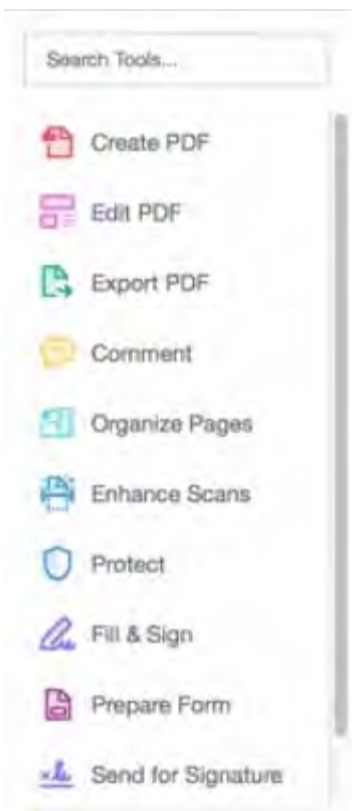 Search Tools...
Create PDF
Edit PDF
Export PDF
Comment
Organize Pages
Enhance Scans
Protect
Fill & Sign
Prepare Form
Send for Signature